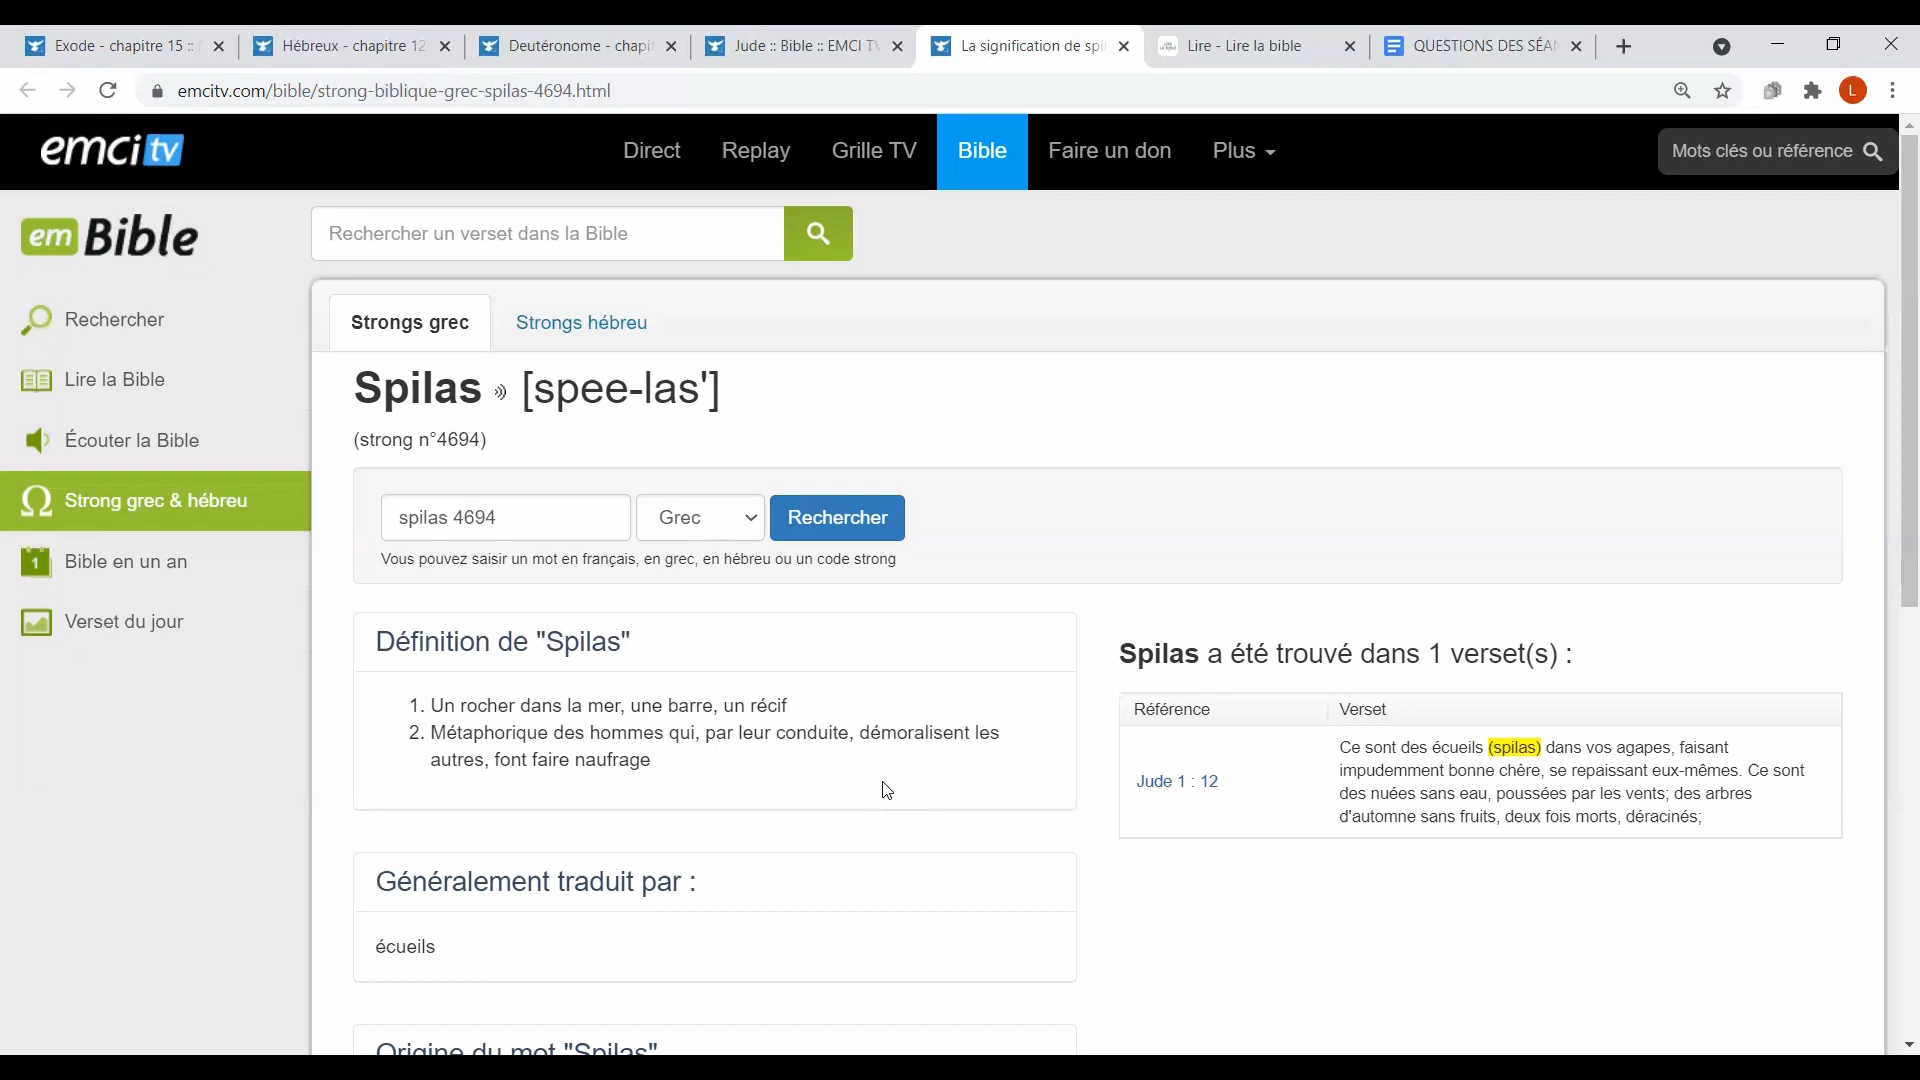 Exode - chapitre 15 ::
Hébreux - chapitre 12
Deutéronome - chapi
Jude :: Bible :: EMCI TV
La signification de spil
Lire - Lire la bible
QUESTIONS DES SÉAN
emcitv.com/bible/strong-biblique-grec-spilas-4694.html
L
emci tv
Direct
Replay
Grille TV
Bible
Faire un don
Plus
Mots clés ou référence
em Bible
Rechercher un verset dans la Bible
Rechercher
Lire la Bible
Écouter la Bible
Strong grec & hébreu
1
Bible en un an
Verset du jour
Strongs grec
Strongs hébreu
Spilas [spee-las']
(strong n°4694)
spilas 4694
Grec
Rechercher
Vous pouvez saisir un mot en français, en grec, en hébreu ou un code strong
Définition de "Spilas"
1. Un rocher dans la mer, une barre, un récif
2. Métaphorique des hommes qui, par leur conduite, démoralisent les
autres, font faire naufrage
Généralement traduit par :
écueils
Origine du mot "Spilas"
Spilas a été trouvé dans 1 verset(s) :
Référence
Verset
Jude 1 : 12
Ce sont des écueils (spilas) dans vos agapes, faisant
impudemment bonne chère, se repaissant eux-mêmes. Ce sont
des nuées sans eau, poussées par les vents; des arbres
d'automne sans fruits, deux fois morts, déracinés;